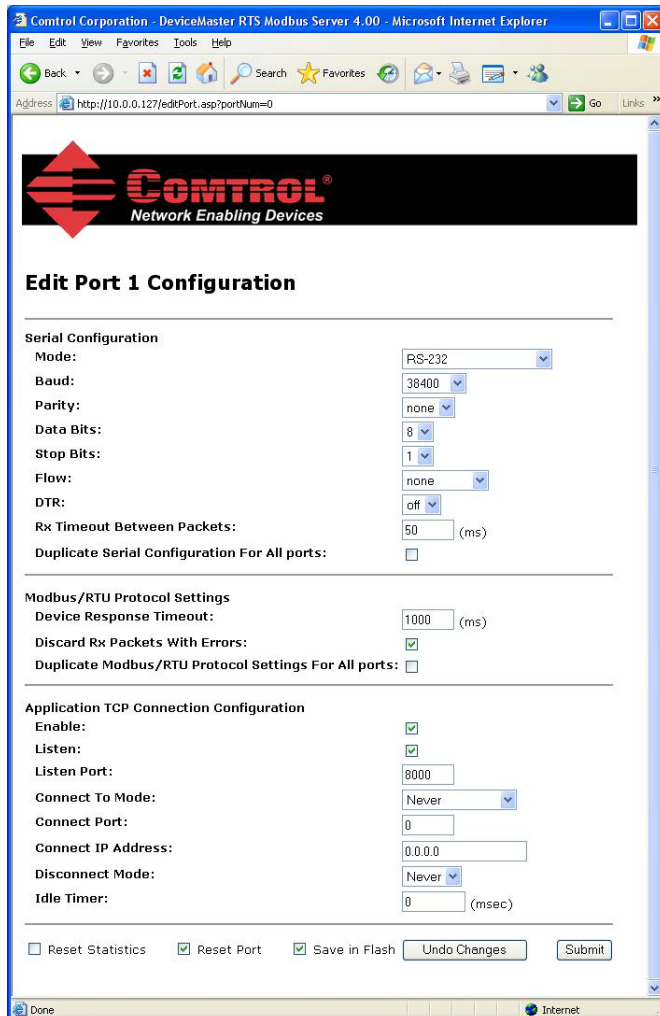 Comtrol Corporation - DeviceMaster RTS Modbus Server 4.00 - Microsoft Internet Explorer
File Edit View Favorites Tools Help
Back Search Favorites
Address http://10.0.0.127/editPort.asp?portNum=0 Go Links »
COMTROL®
Network Enabling Devices
Edit Port 1 Configuration
Serial Configuration
Mode: RS-232
Baud: 38400
Parity: none
Data Bits: 8
Stop Bits: 1
Flow: none
DTR: off
Rx Timeout Between Packets: 50 (ms)
Duplicate Serial Configuration For All ports:
Modbus/RTU Protocol Settings
Device Response Timeout: 1000 (ms)
Discard Rx Packets With Errors:
Duplicate Modbus/RTU Protocol Settings For All ports:
Application TCP Connection Configuration
Enable:
Listen:
Listen Port: 8000
Connect To Mode: Never
Connect Port: 0
Connect IP Address: 0.0.0.0
Disconnect Mode: Never
Idle Timer: 0 (msec)
Reset Statistics Reset Port Save in Flash Undo Changes Submit
Done Internet